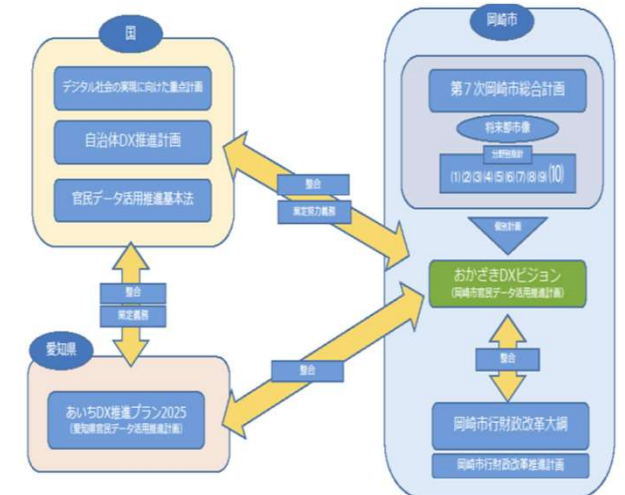 国
デジタル社会の実現に向けた重点計画
自治体DX推進計画
官民データ活用推進基本法
整合
策定義務
愛知県
あいちDX推進プラン2025
(愛知県官民データ活用推進計画)
整合
策定努力義務
整合
岡崎市
第7次岡崎市総合計画
将来都市像
分野別指針
(1)(2)(3)(4)(5)(6)(7)(8)(9)(10)
個別計画
おかざきDXビジョン
(岡崎市官民データ活用推進計画)
整合
岡崎市行財政改革大綱
岡崎市行財政改革推進計画